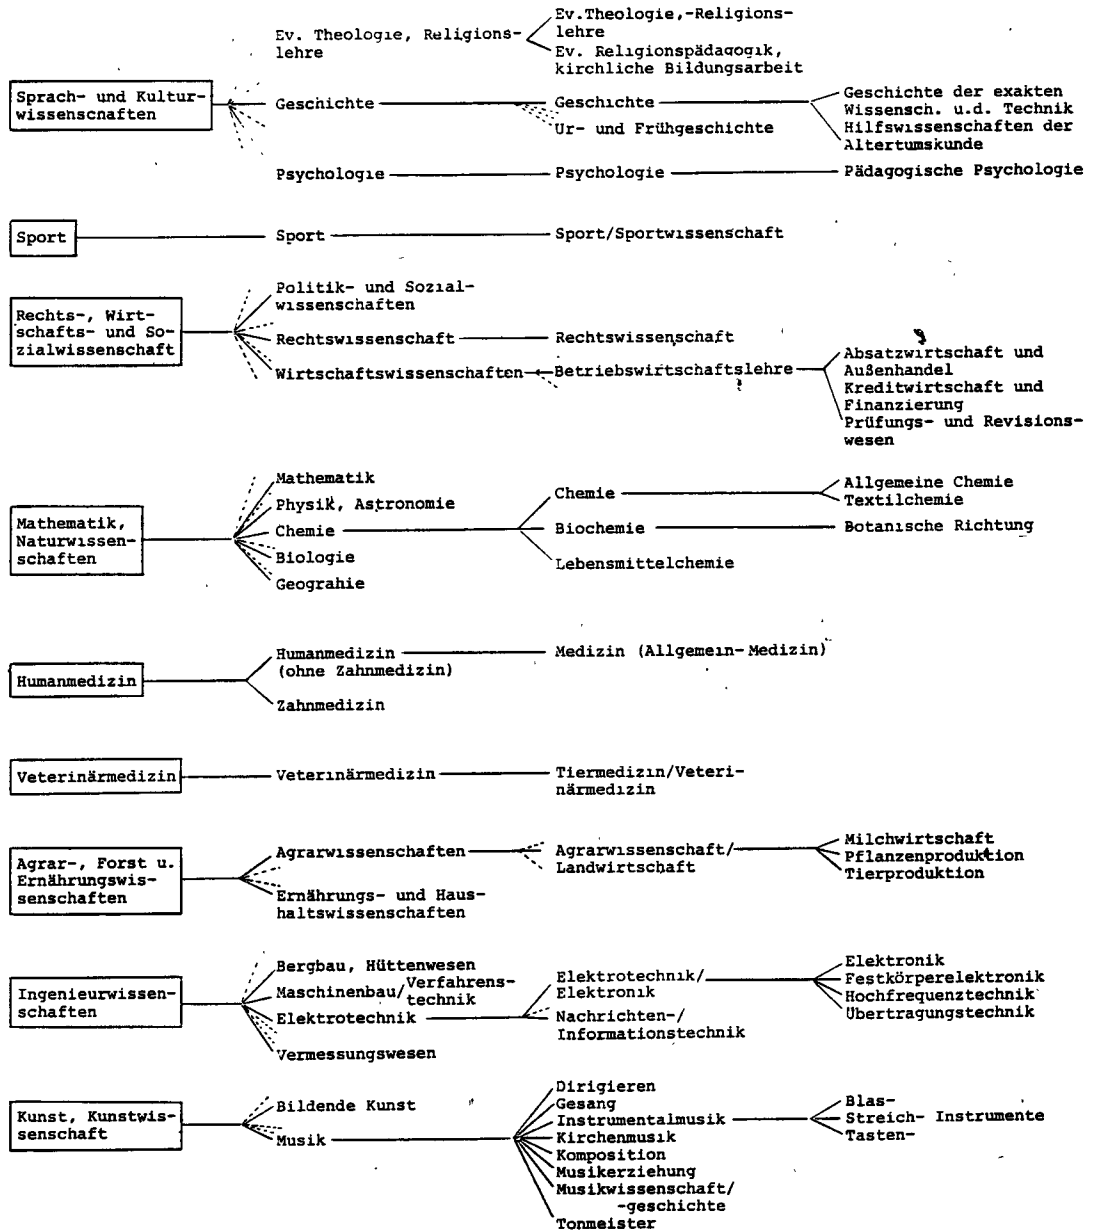 Ev. Theologie, Religions-
lehre
Ev.Theologie,-Religions-
lehre
Ev. Religionspädagogik,
kirchliche Bildungsarbeit
Sprach- und Kultur-
wissenschaften
Geschichte
Geschichte
Ur- und Frühgeschichte
Geschichte der exakten
Wissensch. u.d. Technik
Hilfswissenschaften der
Altertumskunde
Psychologie
Psychologie
Pädagogische Psychologie
Sport
Sport
Sport/Sportwissenschaft
Rechts-, Wirt-
schafts- und So-
zialwissenschaft
Politik- und Sozial-
wissenschaften
Rechtswissenschaft
Rechtswissenschaft
Wirtschaftswissenschaften
Betriebswirtschaftslehre
Absatzwirtschaft und
Außenhandel
Kreditwirtschaft und
Finanzierung
Prüfungs- und Revisions-
wesen
Mathematik,
Naturwissen-
schaften
Mathematik
Physik, Astronomie
Chemie
Biologie
Geograhie
Chemie
Biochemie
Lebensmittelchemie
Allgemeine Chemie
Textilchemie
Botanische Richtung
Humanmedizin
Humanmedizin
(ohne Zahnmedizin)
Zahnmedizin
Medizin (Allgemein-Medizin)
Veterinärmedizin
Veterinärmedizin
Tiermedizin/Veteri-
närmedizin
Agrar-, Forst u.
Ernährungswis-
senschaften
Agrarwissenschaften
Ernährungs- und Haus-
haltswissenschaften
Agrarwissenschaft/
Landwirtschaft
Milchwirtschaft
Pflanzenproduktion
Tierproduktion
Ingenieurwissen-
schaften
Bergbau, Hüttenwesen
Maschinenbau/Verfahrens-
technik
Elektrotechnik
Vermessungswesen
Elektrotechnik/
Elektronik
Nachrichten-/
Informationstechnik
Elektronik
Festkörperelektronik
Hochfrequenztechnik
Übertragungstechnik
Kunst, Kunstwis-
senschaft
Bildende Kunst
Musik
Dirigieren
Gesang
Instrumentalmusik
Kirchenmusik
Komposition
Musikerziehung
Musikwissenschaft/
-geschichte
Tonmeister
Blas-
Streich- Instrumente
Tasten-